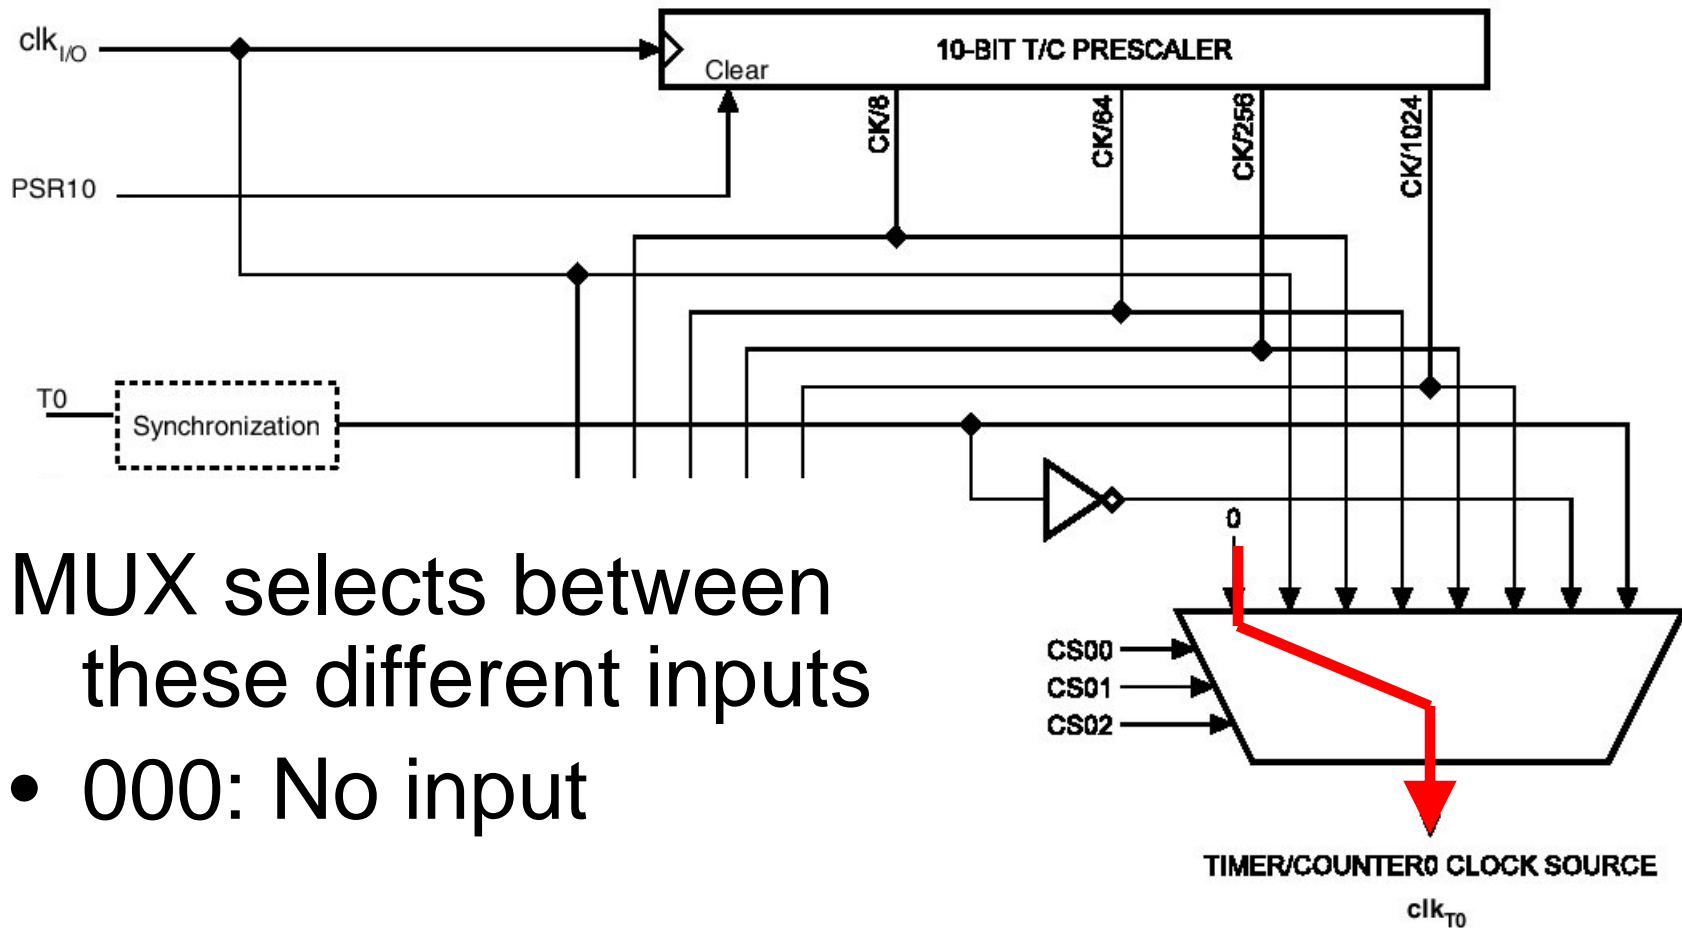 clkI/O
10-BIT T/C PRESCALER
Clear
CK/8
CK/64
CK/256
CK/1024
PSR10
T0
Synchronization
0
MUX selects between
these different inputs
• 000: No input
CS00
CS01
CS02
TIMER/COUNTER0 CLOCK SOURCE
clkT0